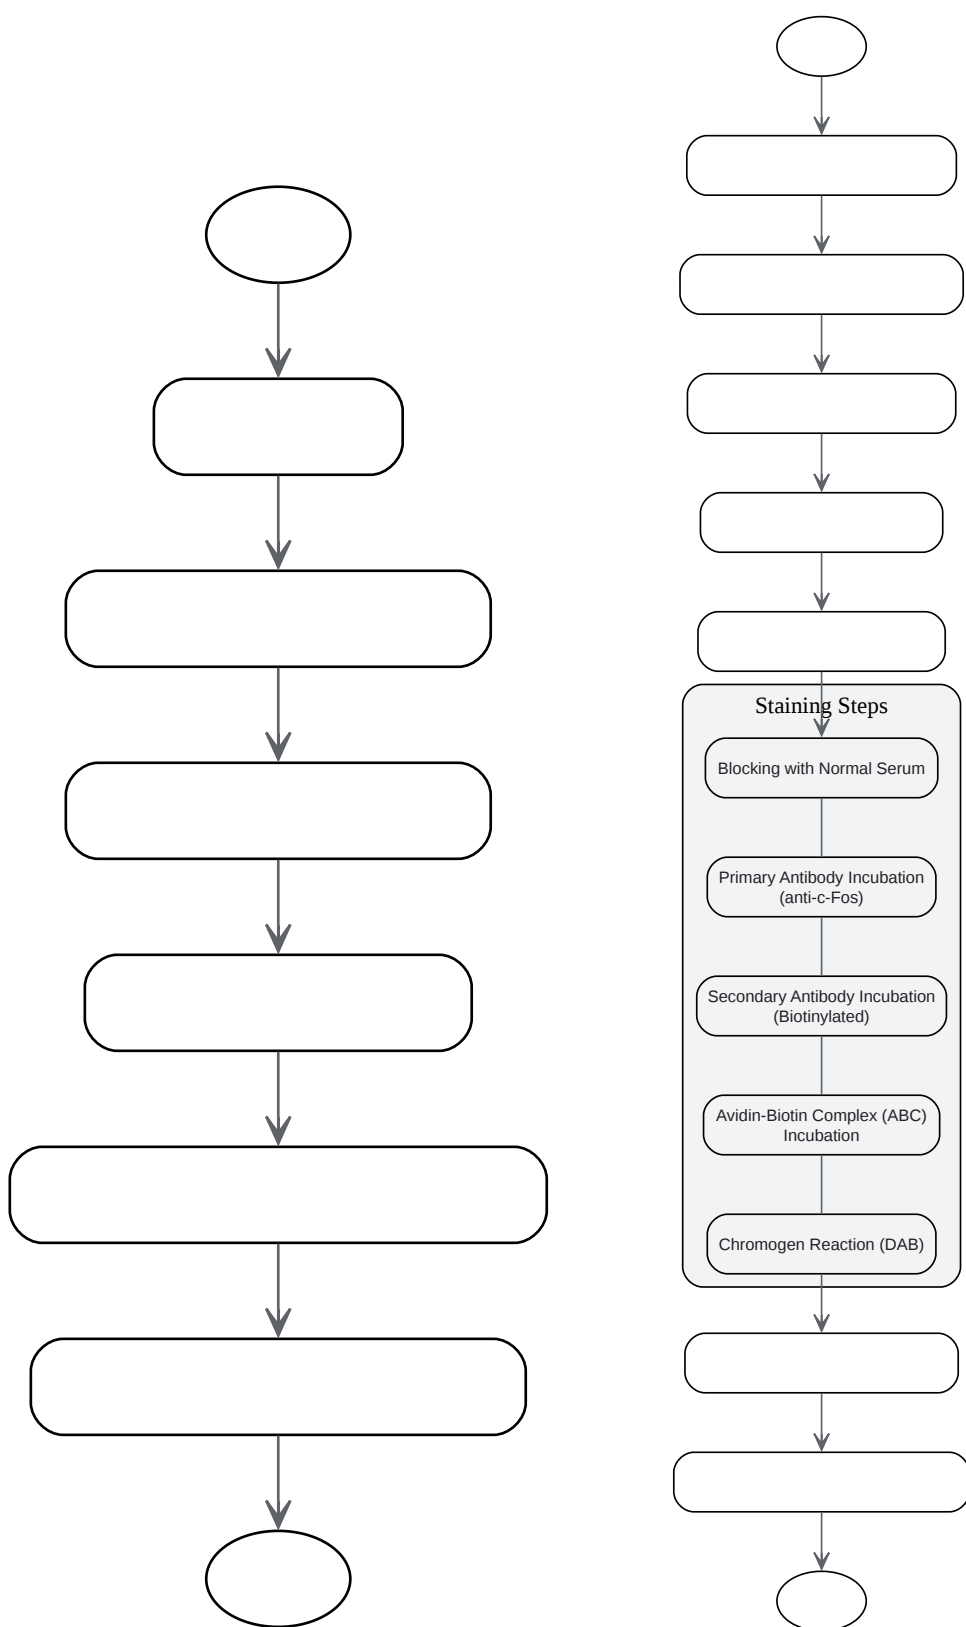 Staining Steps
Blocking with Normal Serum
Primary Antibody Incubation
(anti-c-Fos)
Secondary Antibody Incubation
(Biotinylated)
Avidin-Biotin Complex (ABC)
Incubation
Chromogen Reaction (DAB)